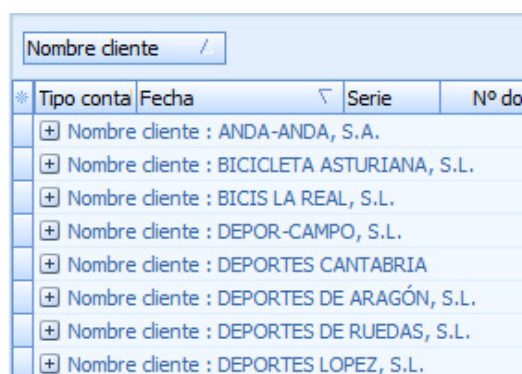 Nombre cliente
Tipo conta Fecha Serie Nº do
Nombre cliente : ANDA-ANDA, S.A.
Nombre cliente : BICICLETA ASTURIANA, S.L.
Nombre cliente : BICIS LA REAL, S.L.
Nombre cliente : DEPOR-CAMPO, S.L.
Nombre cliente : DEPORTES CANTABRIA
Nombre cliente : DEPORTES DE ARAGÓN, S.L.
Nombre cliente : DEPORTES DE RUEDAS, S.L.
Nombre cliente : DEPORTES LOPEZ, S.L.